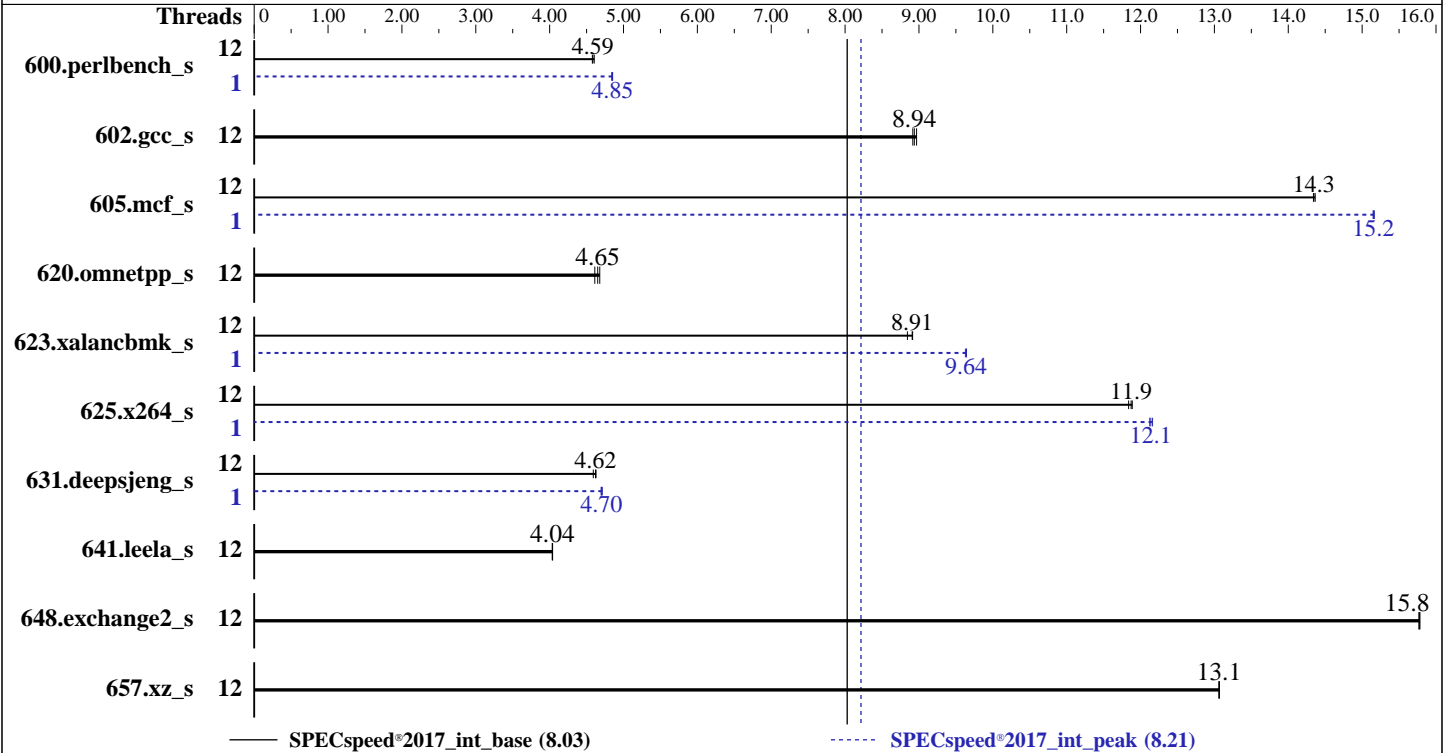 Threads 0 1.00 2.00 3.00 4.00 5.00 6.00 7.00 8.00 9.00 10.0 11.0 12.0 13.0 14.0 15.0 16.0
600.perlbench_s 12 4.59
1 4.85
602.gcc_s 12 8.94
605.mcf_s 12 14.3
1 15.2
620.omnetpp_s 12 4.65
623.xalancbmk_s 12 8.91
1 9.64
625.x264_s 12 11.9
1 12.1
631.deepsjeng_s 12 4.62
1 4.70
641.leela_s 12 4.04
648.exchange2_s 12 15.8
657.xz_s 12 13.1
SPECspeed®2017_int_base (8.03) SPECspeed®2017_int_peak (8.21)